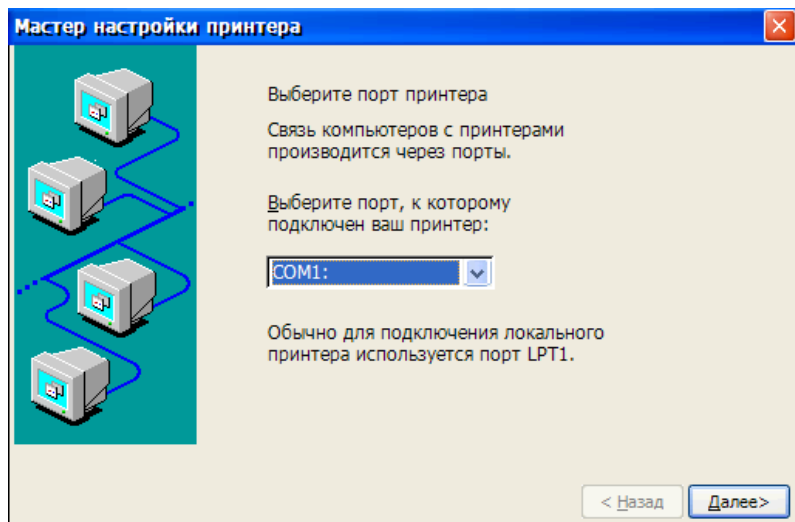 Мастер настройки принтера
Выберите порт принтера
Связь компьютеров с принтерами
производится через порты.
Выберите порт, к которому
подключен ваш принтер:
COM1:
Обычно для подключения локального
принтера используется порт LPT1.
< Назад
Далее>